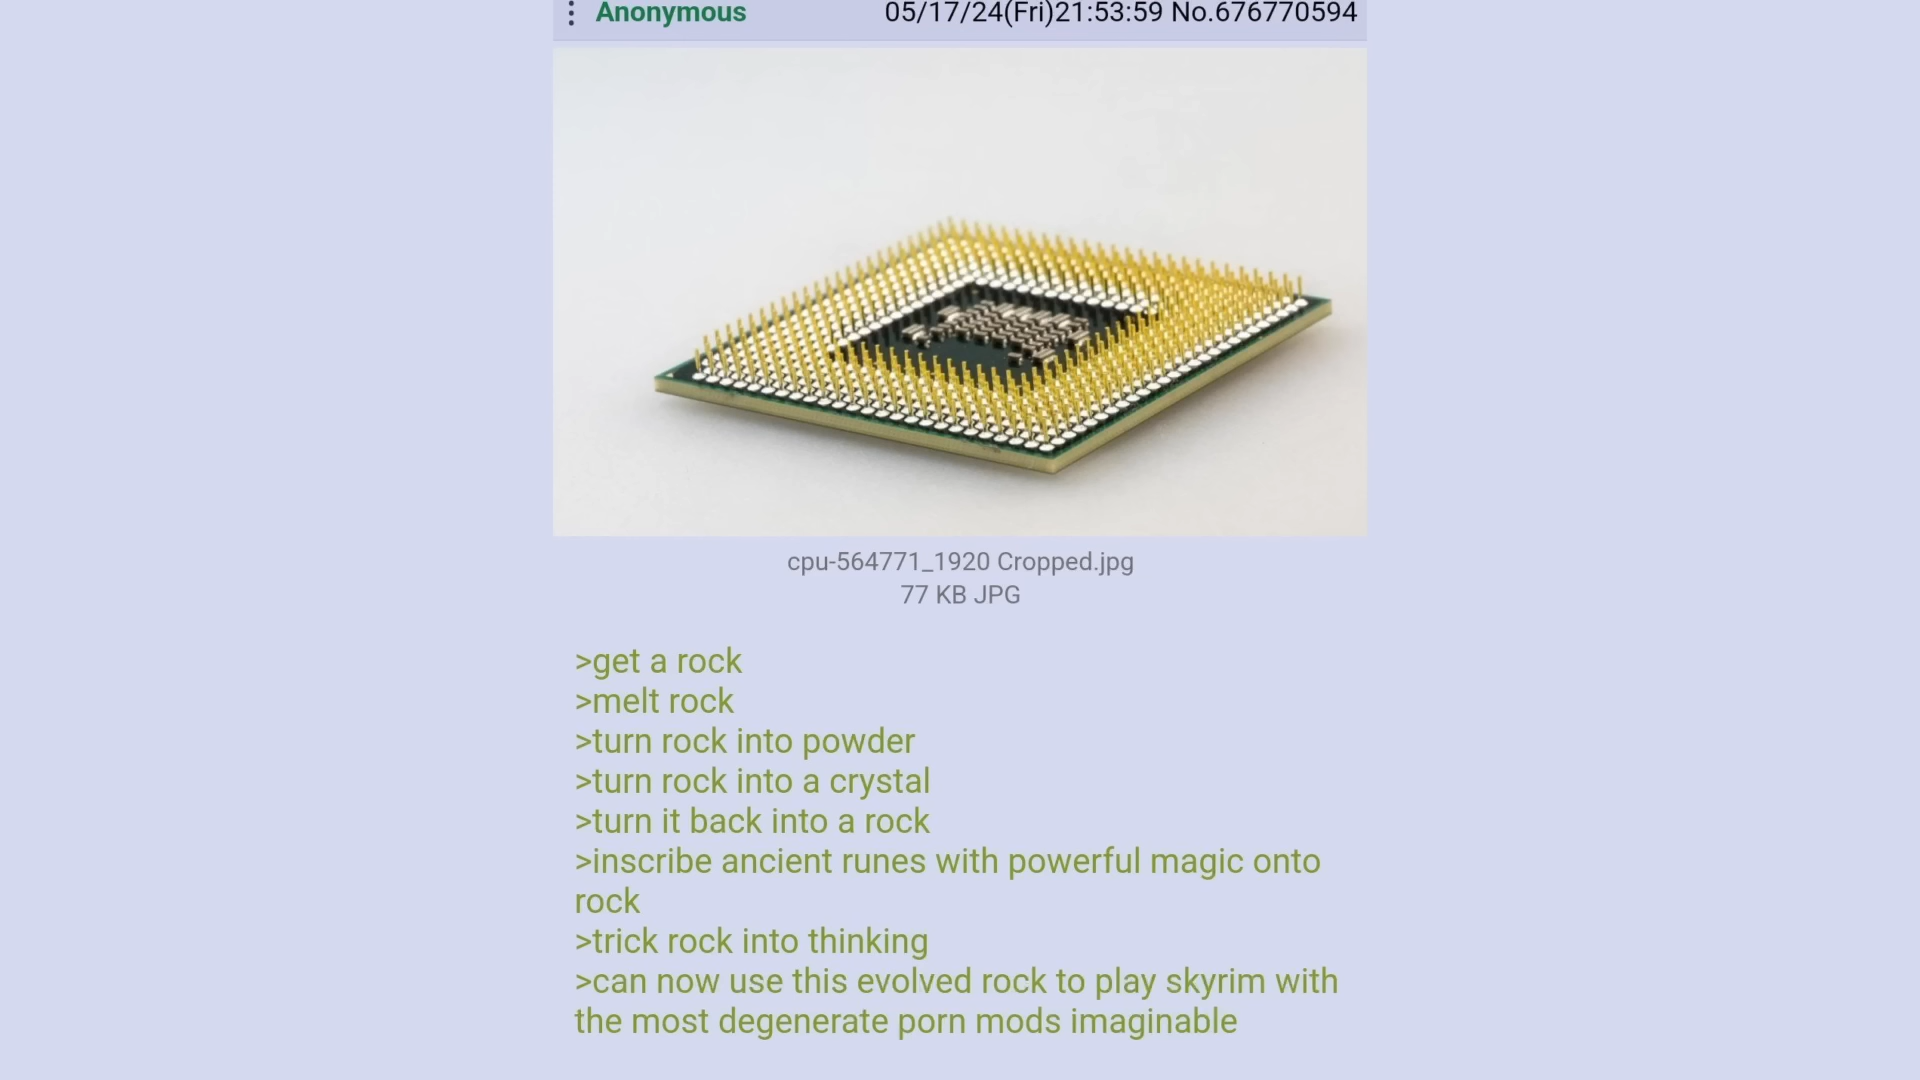 Anonymous 05/17/24(Fri)21:53:59 No.676770594
cpu-564771_1920 Cropped.jpg
77 KB JPG
>get a rock
>melt rock
>turn rock into powder
>turn rock into a crystal
>turn it back into a rock
>inscribe ancient runes with powerful magic onto
rock
>trick rock into thinking
>can now use this evolved rock to play skyrim with
the most degenerate porn mods imaginable